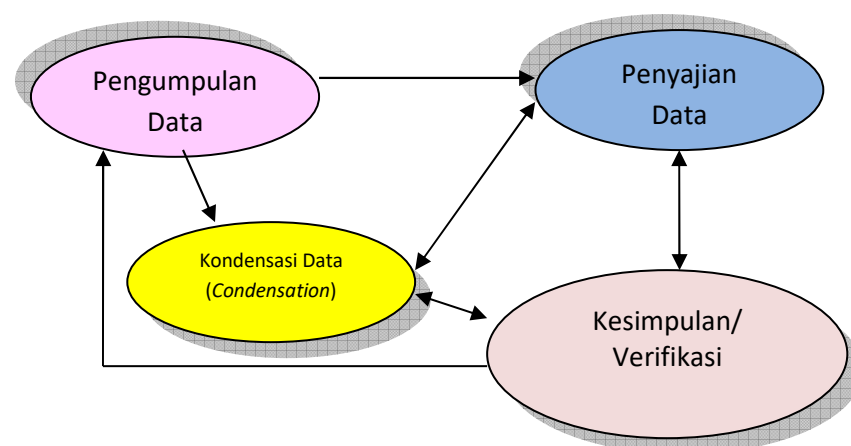 Pengumpulan
Data
Penyajian
Data
Kondensasi Data
(Condensation)
Kesimpulan/
Verifikasi